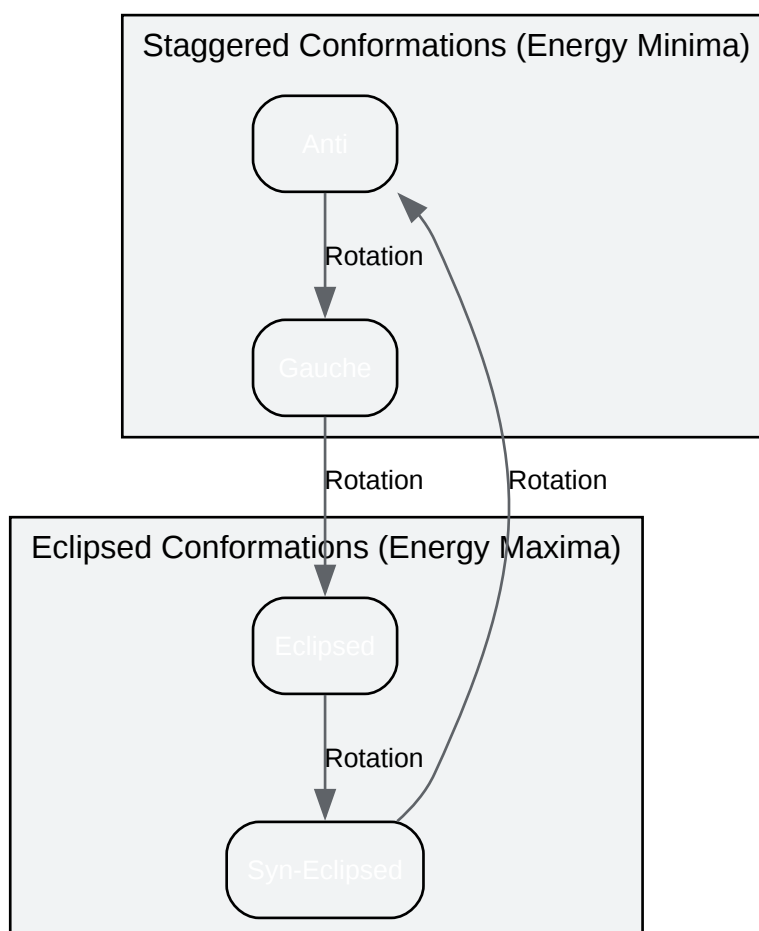 Staggered Conformations (Energy Minima)
Anti
Rotation
Gauche
Rotation
Rotation
Eclipsed Conformations (Energy Maxima)
Eclipsed
Rotation
Syn-Eclipsed